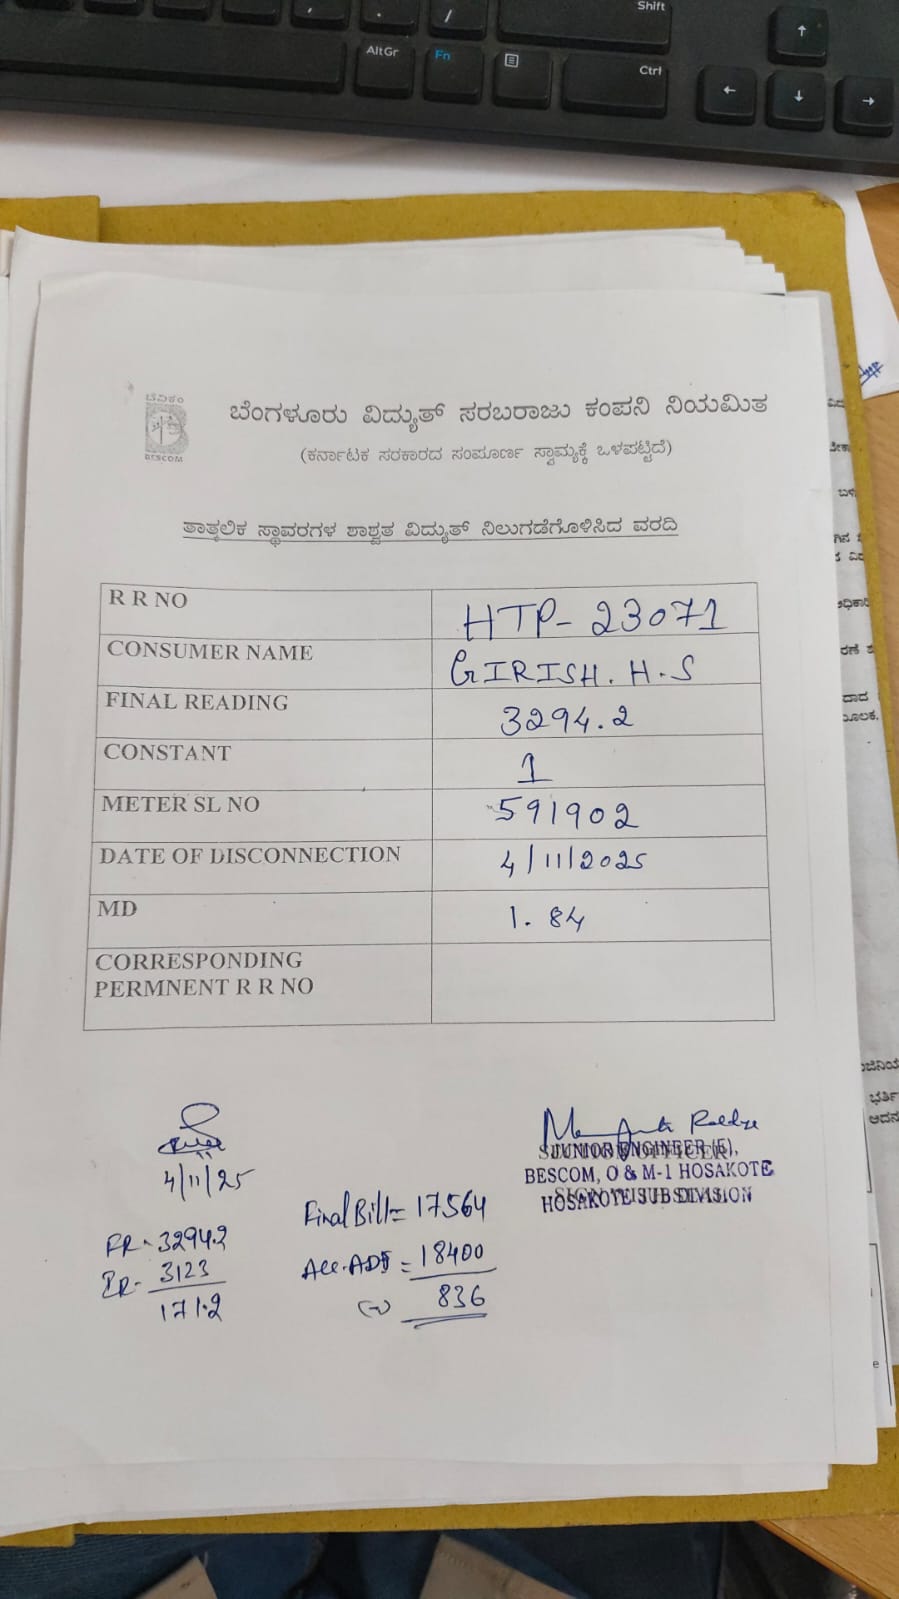 Shift
AltGr
Fn
Ctrl
ಬೆವಿಕಂ
BESCOM
ಬೆಂಗಳೂರು ವಿದ್ಯುತ್ ಸರಬರಾಜು ಕಂಪನಿ ನಿಯಮಿತ
(ಕರ್ನಾಟಕ ಸರಕಾರದ ಸಂಪೂರ್ಣ ಸ್ವಾಮ್ಯಕ್ಕೆ ಒಳಪಟ್ಟಿದೆ)
ತಾತ್ಕಲಿಕ ಸ್ಥಾವರಗಳ ಶಾಶ್ವತ ವಿದ್ಯುತ್ ನಿಲುಗಡೆಗೊಳಿಸಿದ ವರದಿ
R R NO HTP- 23071
CONSUMER NAME GIRISH. H.S
FINAL READING 3294.2
CONSTANT 1
METER SL NO 591902
DATE OF DISCONNECTION 4/11/2025
MD 1.84
CORRESPONDING
PERMNENT R R NO
4/11/25
JUNIOR ENGINEER (E),
BESCOM, O & M-1 HOSAKOTE
HOSAKOTE SUB DIVISION
FR- 3294.2
IR- 3123
171.2
Final Bill = 17564
Acc. ADJ = 18400
(-) 836